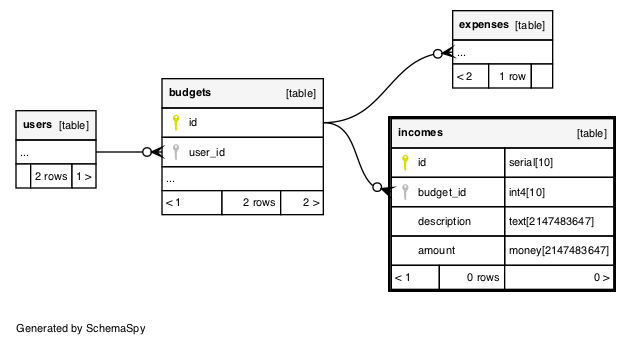 expenses [table]
...
< 2 1 row
budgets [table]
id
user_id
...
< 1 2 rows 2 >
users [table]
...
2 rows 1 >
incomes [table]
id serial[10]
budget_id int4[10]
description text[2147483647]
amount money[2147483647]
< 1 0 rows 0 >
Generated by SchemaSpy